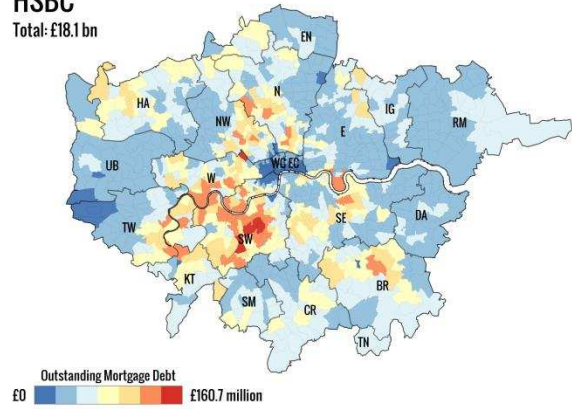 HSBC
Total: £18.1 bn
EN
HA
N
NW
IG
RM
E
UB
WC EC
W
TW
SE
DA
SW
KT
BR
SM
CR
TN
Outstanding Mortgage Debt
£0 £160.7 million